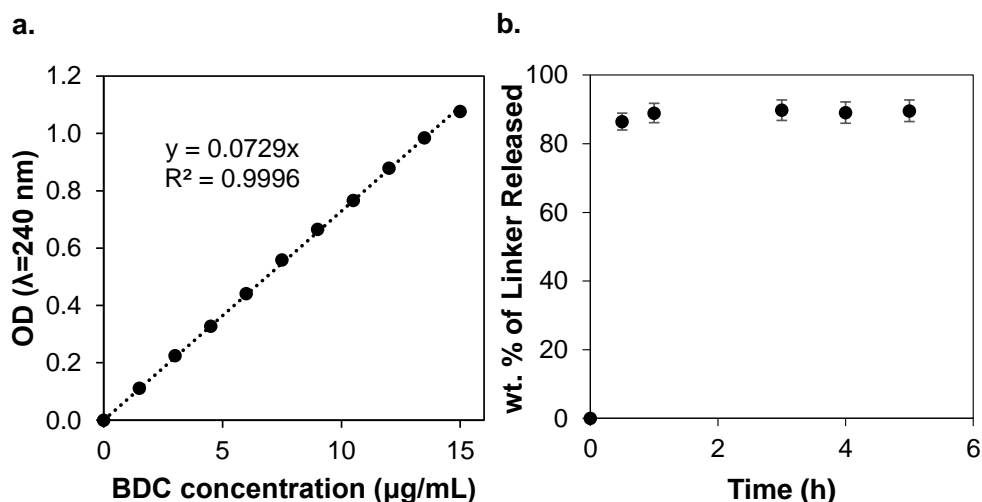 a.
1.2
1.0
0.8
0.6
0.4
0.2
0.0
OD (λ=240 nm)
y = 0.0729x
R² = 0.9996
0 5 10 15
BDC concentration (µg/mL)
b.
100
80
60
40
20
0
wt. % of Linker Released
0 2 4 6
Time (h)